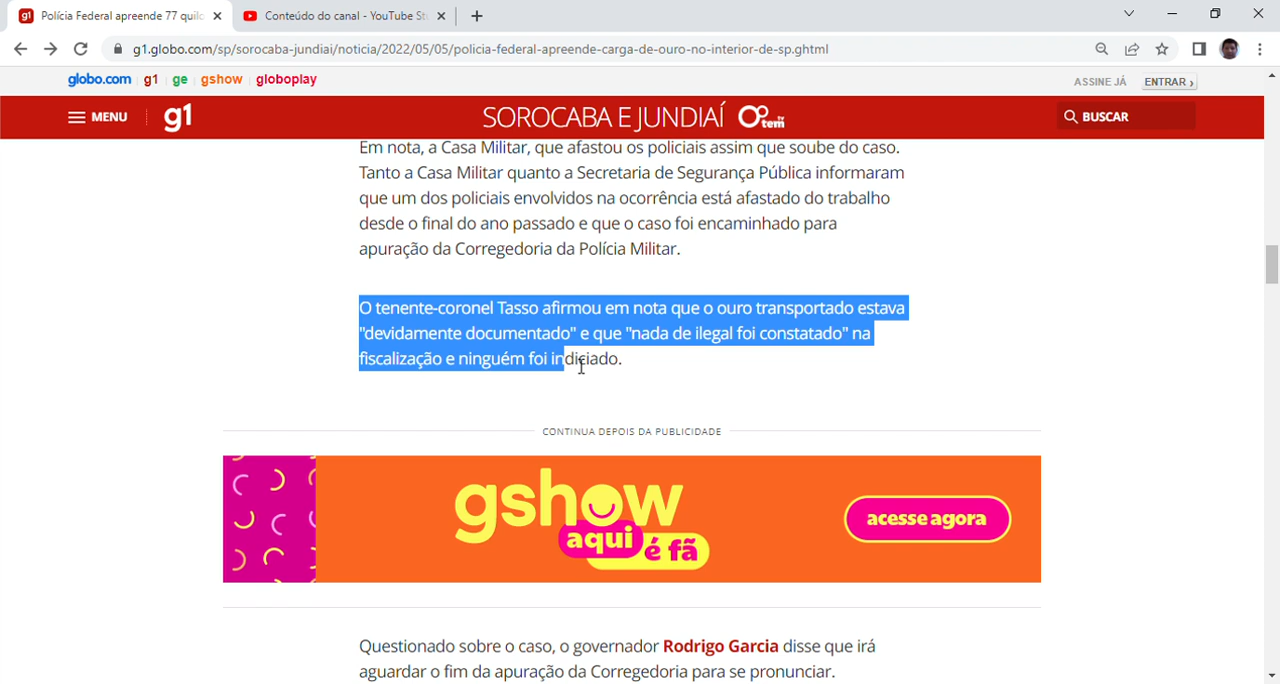 Polícia Federal apreende 77 quilo
Conteúdo do canal - YouTube St
g1.globo.com/sp/sorocaba-jundiai/noticia/2022/05/05/policia-federal-apreende-carga-de-ouro-no-interior-de-sp.ghtml
globo.com g1 ge gshow globoplay
ASSINE JÁ ENTRAR ›
MENU g1 SOROCABA E JUNDIAÍ tem BUSCAR
Em nota, a Casa Militar, que afastou os policiais assim que soube do caso.
Tanto a Casa Militar quanto a Secretaria de Segurança Pública informaram
que um dos policiais envolvidos na ocorrência está afastado do trabalho
desde o final do ano passado e que o caso foi encaminhado para
apuração da Corregedoria da Polícia Militar.
O tenente-coronel Tasso afirmou em nota que o ouro transportado estava
"devidamente documentado" e que "nada de ilegal foi constatado" na
fiscalização e ninguém foi indiciado.
CONTINUA DEPOIS DA PUBLICIDADE
gshow
aqui
é fã
acesse agora
Questionado sobre o caso, o governador Rodrigo Garcia disse que irá
aguardar o fim da apuração da Corregedoria para se pronunciar.